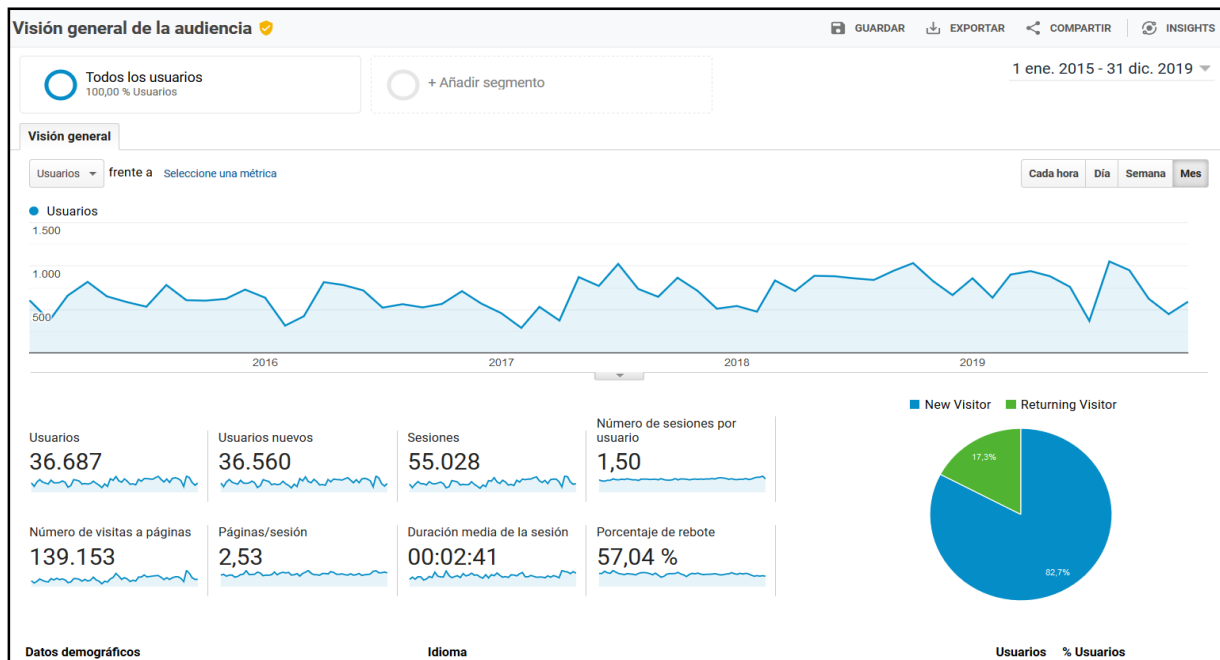 Visión general de la audiencia
GUARDAR EXPORTAR COMPARTIR INSIGHTS
Todos los usuarios
100,00 % Usuarios
+ Añadir segmento
1 ene. 2015 - 31 dic. 2019
Visión general
Usuarios frente a Seleccione una métrica
Cada hora Día Semana Mes
Usuarios
1.500
1.000
500
2016 2017 2018 2019
New Visitor Returning Visitor
17,3%
82,7%
Usuarios
36.687
Usuarios nuevos
36.560
Sesiones
55.028
Número de sesiones por
usuario
1,50
Número de visitas a páginas
139.153
Páginas/sesión
2,53
Duración media de la sesión
00:02:41
Porcentaje de rebote
57,04 %
Datos demográficos Idioma Usuarios % Usuarios